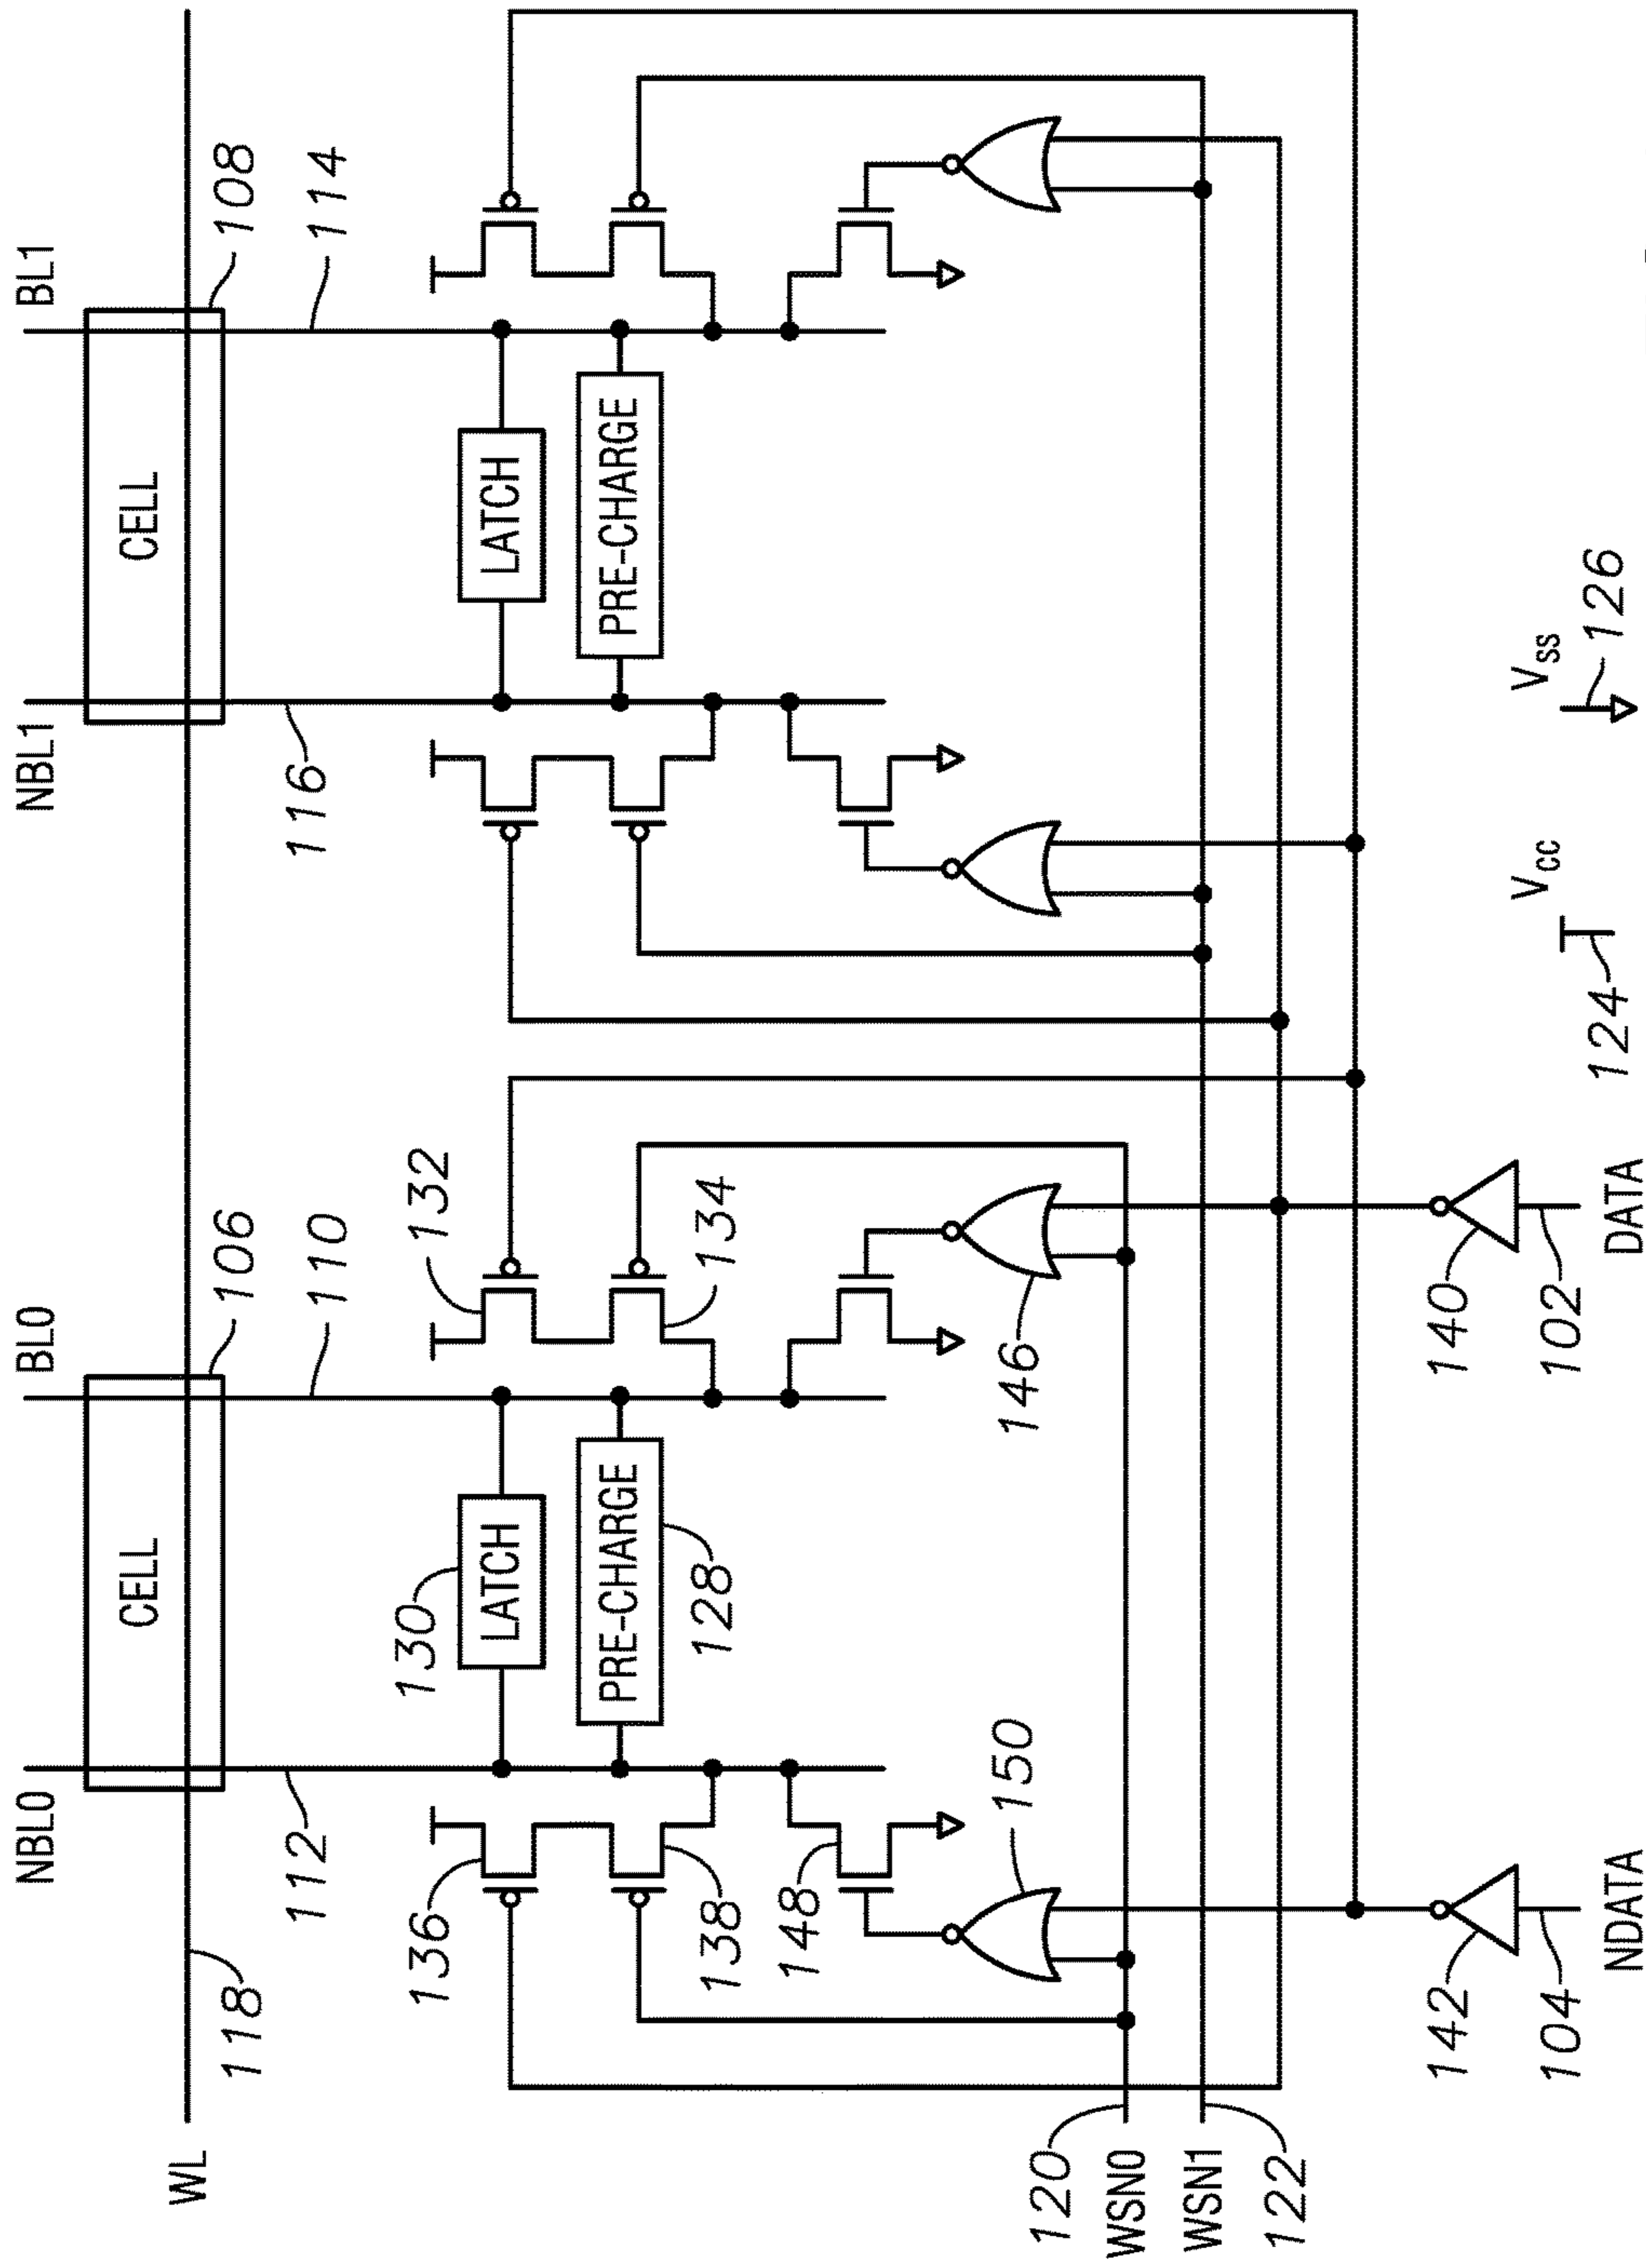 NBL0
BL0
NBL1
BL1
CELL
CELL
106
108
WL
118
112
110
116
114
136
130
LATCH
132
LATCH
138
PRE-CHARGE
128
134
PRE-CHARGE
148
150
146
120
WSN0
WSN1
122
142
140
104
102
NDATA
DATA
124
VCC
VSS
126